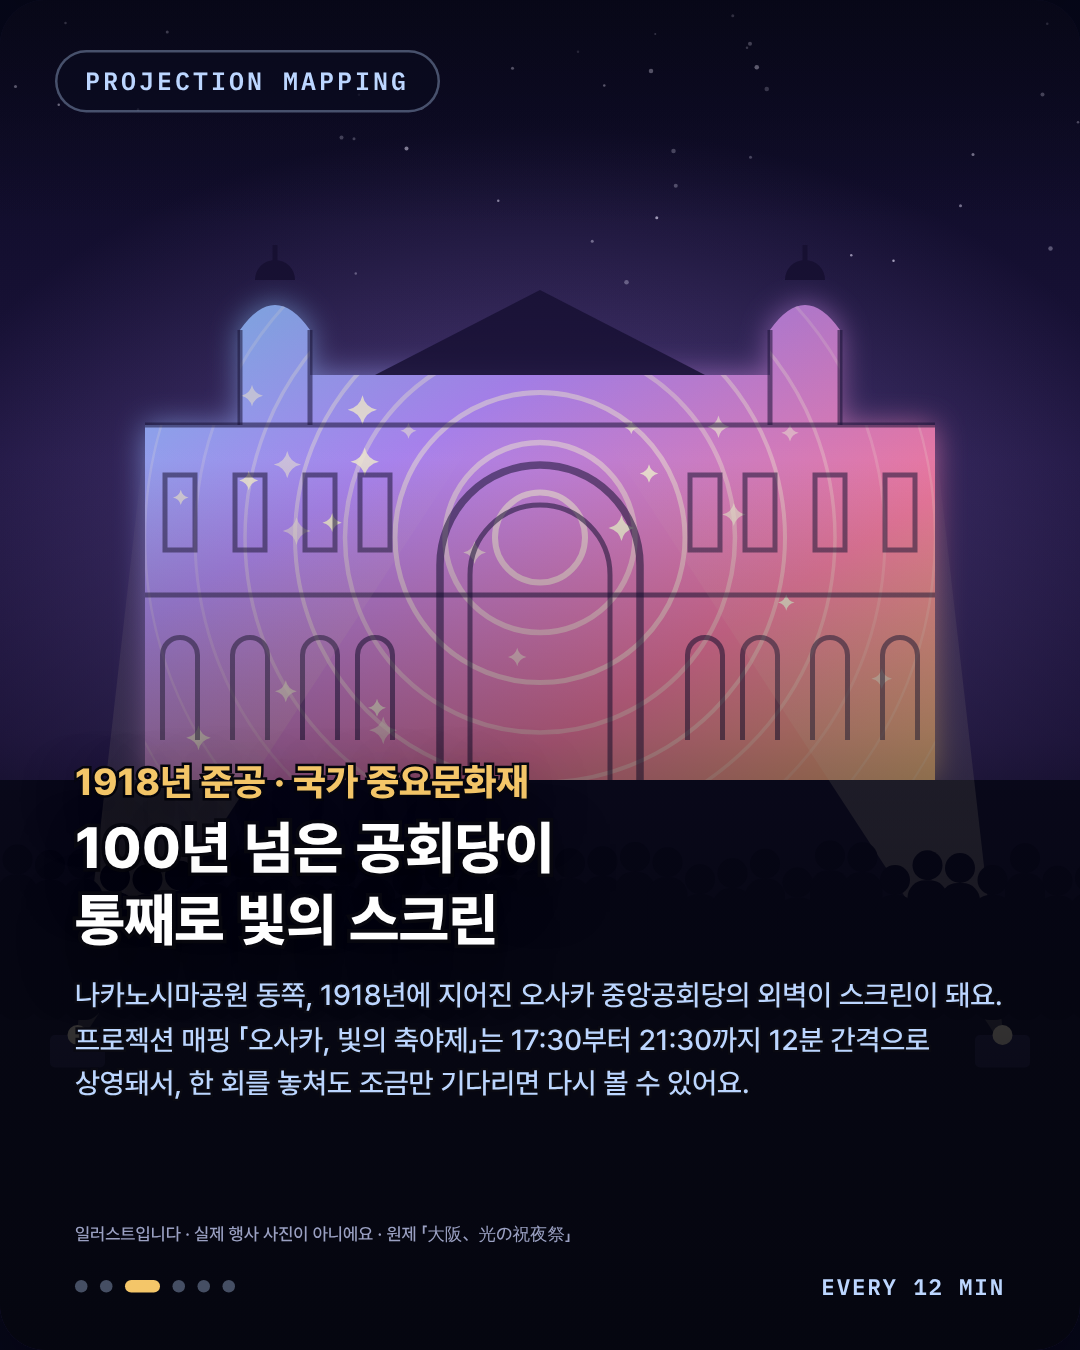 PROJECTION MAPPING
1918년 준공 · 국가 중요문화재
100년 넘은 공회당이
통째로 빛의 스크린
나카노시마공원 동쪽, 1918년에 지어진 오사카 중앙공회당의 외벽이 스크린이 돼요.
프로젝션 매핑 「오사카, 빛의 축야제」는 17:30부터 21:30까지 12분 간격으로
상영돼서, 한 회를 놓쳐도 조금만 기다리면 다시 볼 수 있어요.
일러스트입니다 · 실제 행사 사진이 아니에요 · 원제 「大阪、光の祝夜祭」
EVERY 12 MIN